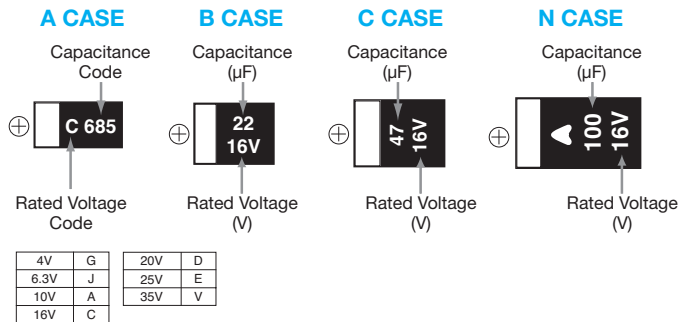 A CASE
Capacitance
Code
C 685
Rated Voltage
Code
B CASE
Capacitance
(µF)
22
16V
Rated Voltage
(V)
C CASE
Capacitance
(µF)
47
16V
Rated Voltage
(V)
N CASE
Capacitance
(µF)
100
16V
Rated Voltage
(V)
4V G
6.3V J
10V A
16V C
20V D
25V E
35V V